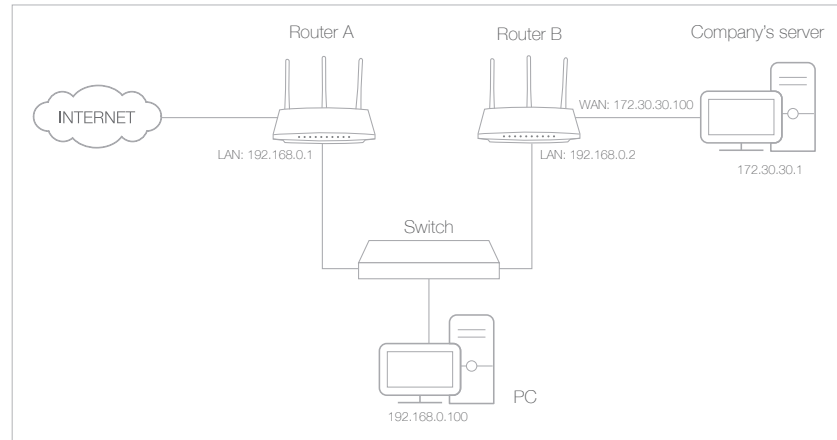 Router A
Router B
Company's server
INTERNET
WAN: 172.30.30.100
LAN: 192.168.0.1
LAN: 192.168.0.2
172.30.30.1
Switch
PC
192.168.0.100